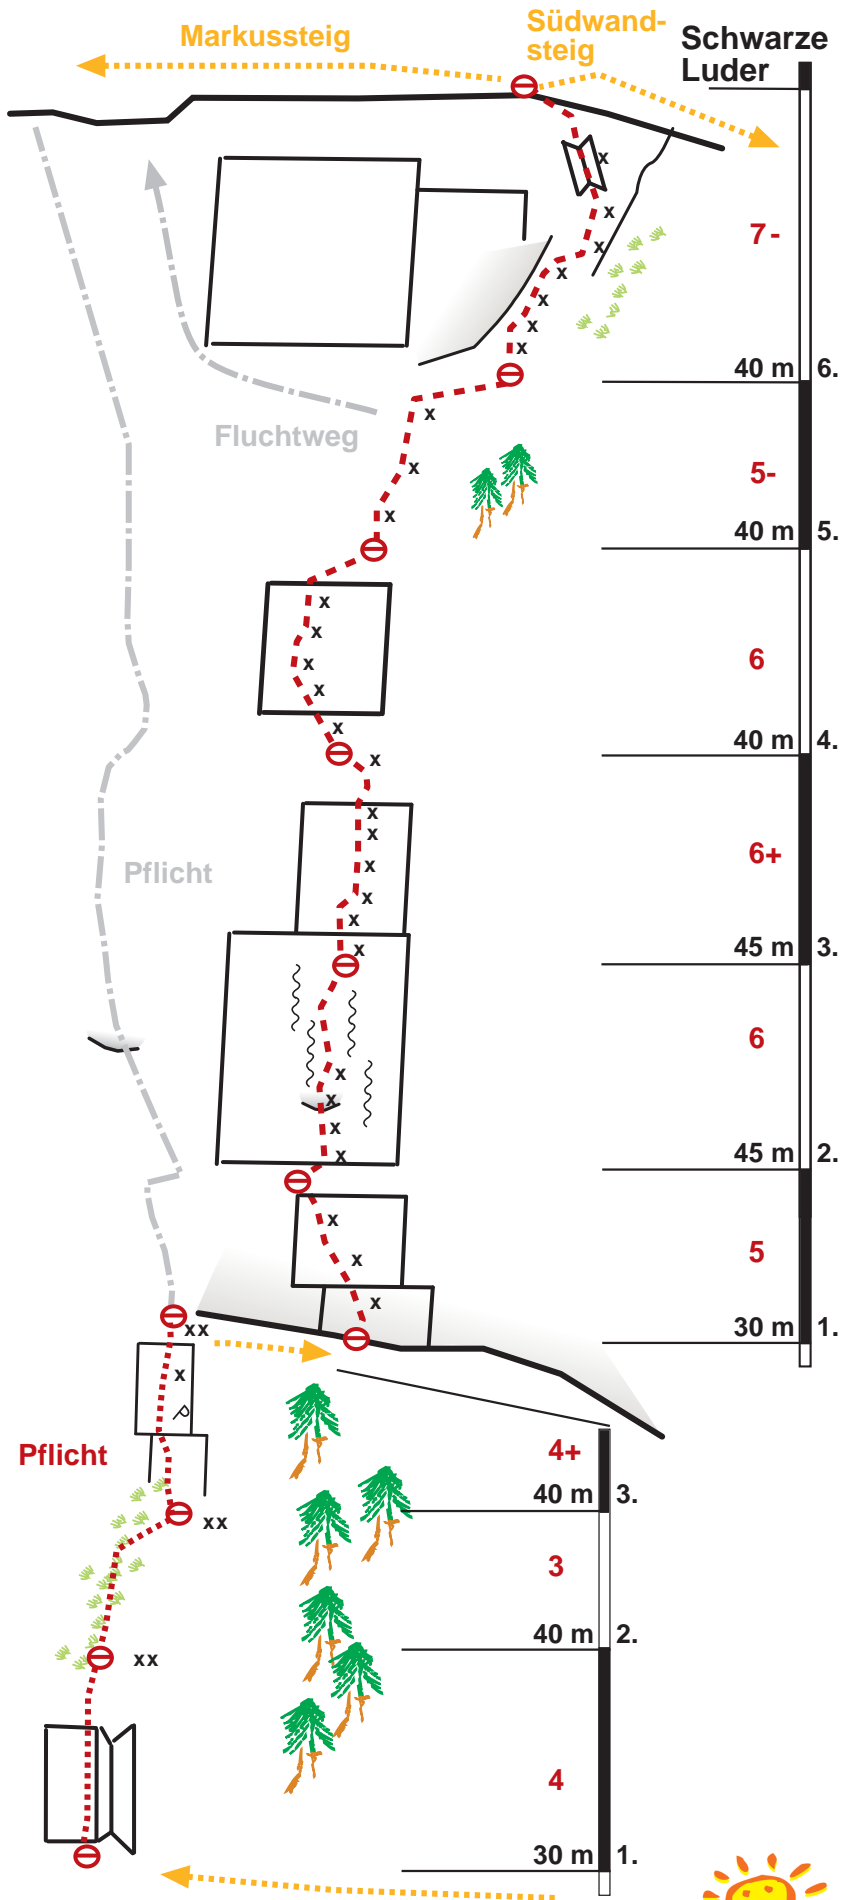 Markussteig
Südwand-
steig
Schwarze
Luder
x
x
7-
x
x
x
x
x
40 m 6.
x
Fluchtweg
x
5-
x
40 m 5.
x
x
6
x
x
x
40 m 4.
x
x
x
6+
x
Pflicht
x
x
x
45 m 3.
6
x
x
x
x
45 m 2.
x
5
x
x
30 m 1.
xx
x
P
Pflicht
4+
40 m 3.
xx
3
40 m 2.
xx
4
30 m 1.